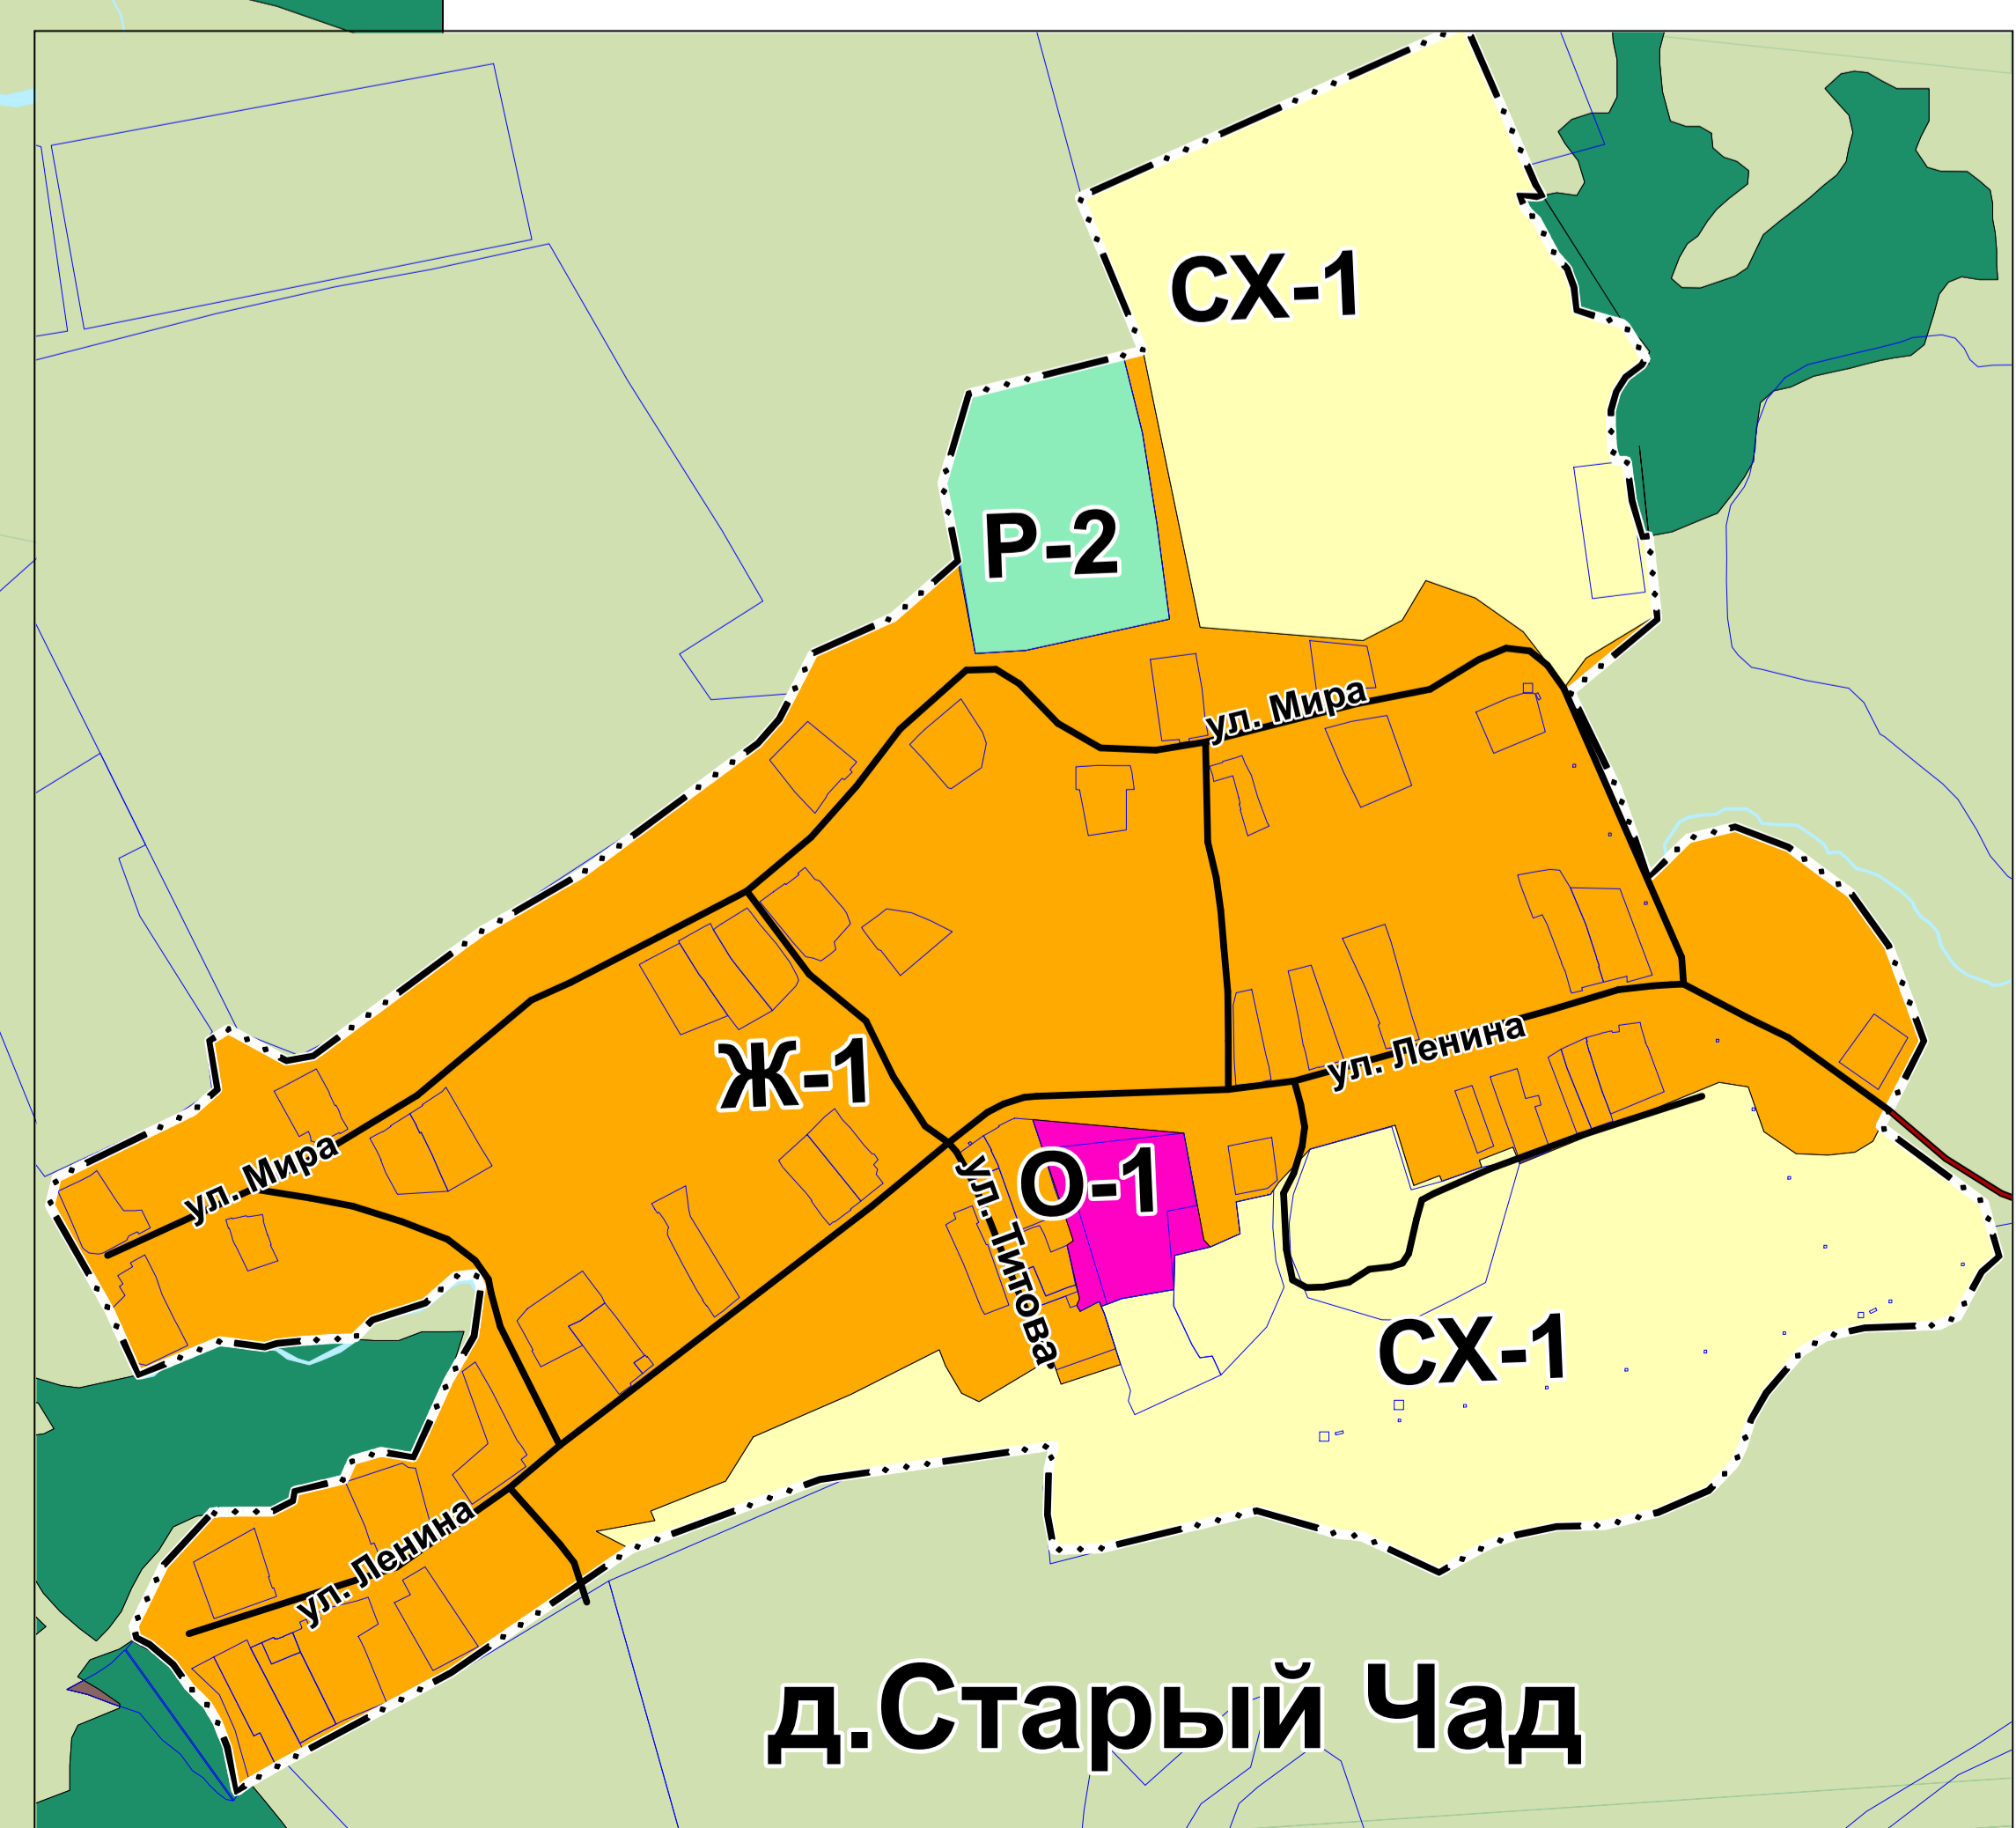 СХ-1
Р-2
ул. Мира
Ж-1
ул. Ленина
О-1
ул. Мира
ул. Титова
СХ-1
ул. Ленина
д.Старый Чад